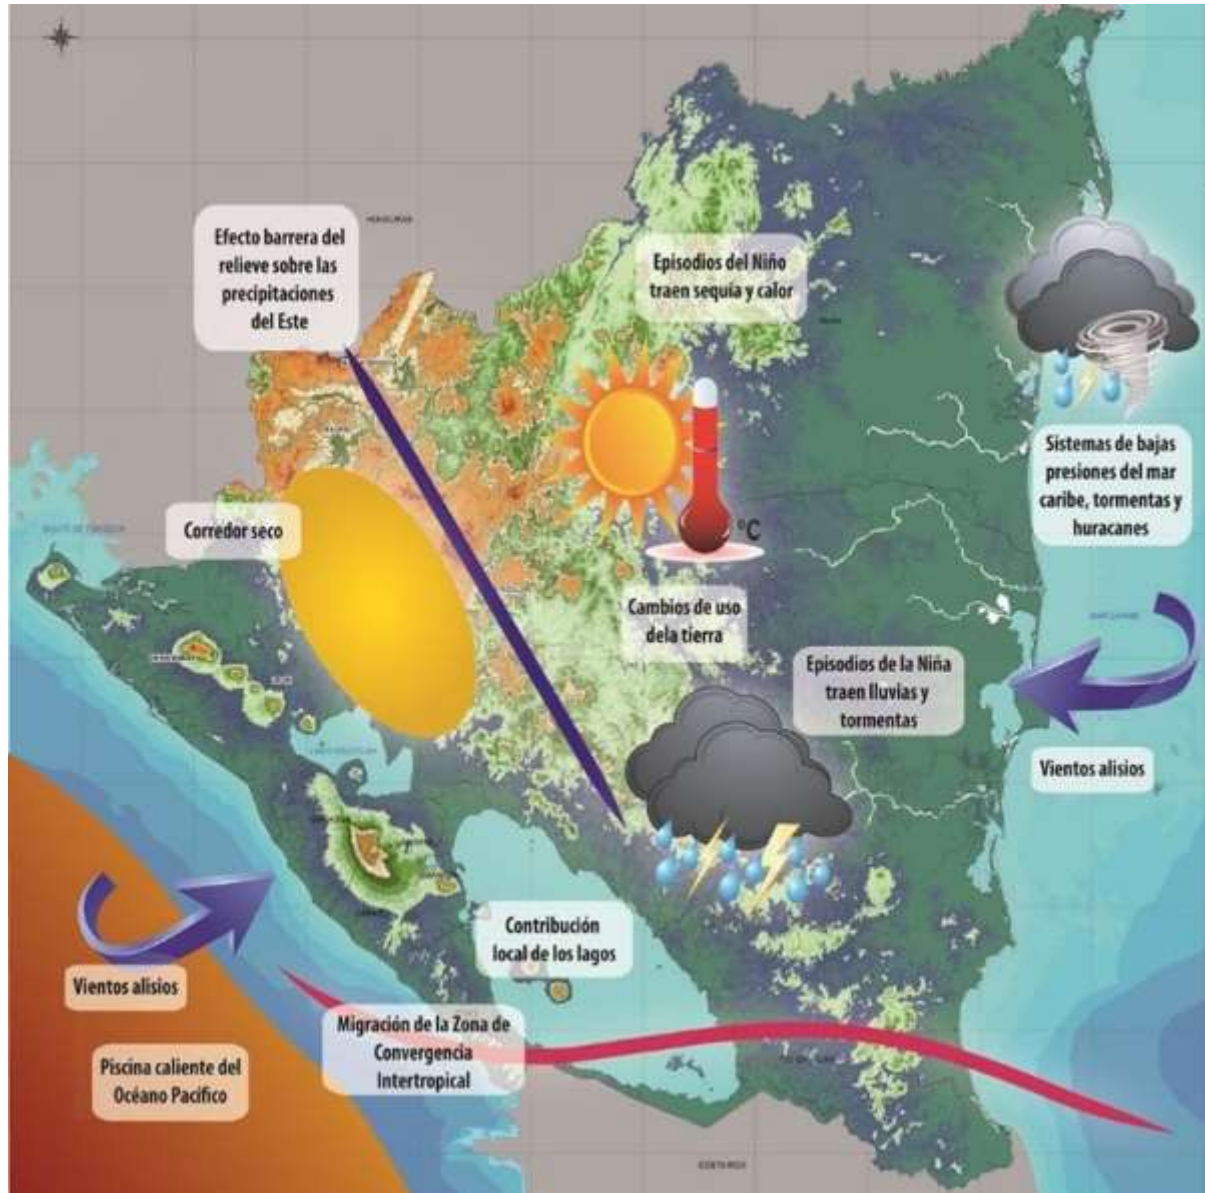 HONDURAS
Efecto barrera del
relieve sobre las
precipitaciones
del Este
Episodios del Niño
traen sequía y calor
Sistemas de bajas
presiones del mar
caribe, tormentas y
huracanes
Corredor seco
°C
Cambios de uso
dela tierra
Episodios de la Niña
traen lluvias y
tormentas
Vientos alisios
Contribución
local de los lagos
Vientos alisios
Migración de la Zona de
Convergencia
Intertropical
Piscina caliente del
Océano Pacífico
COSTA RICA